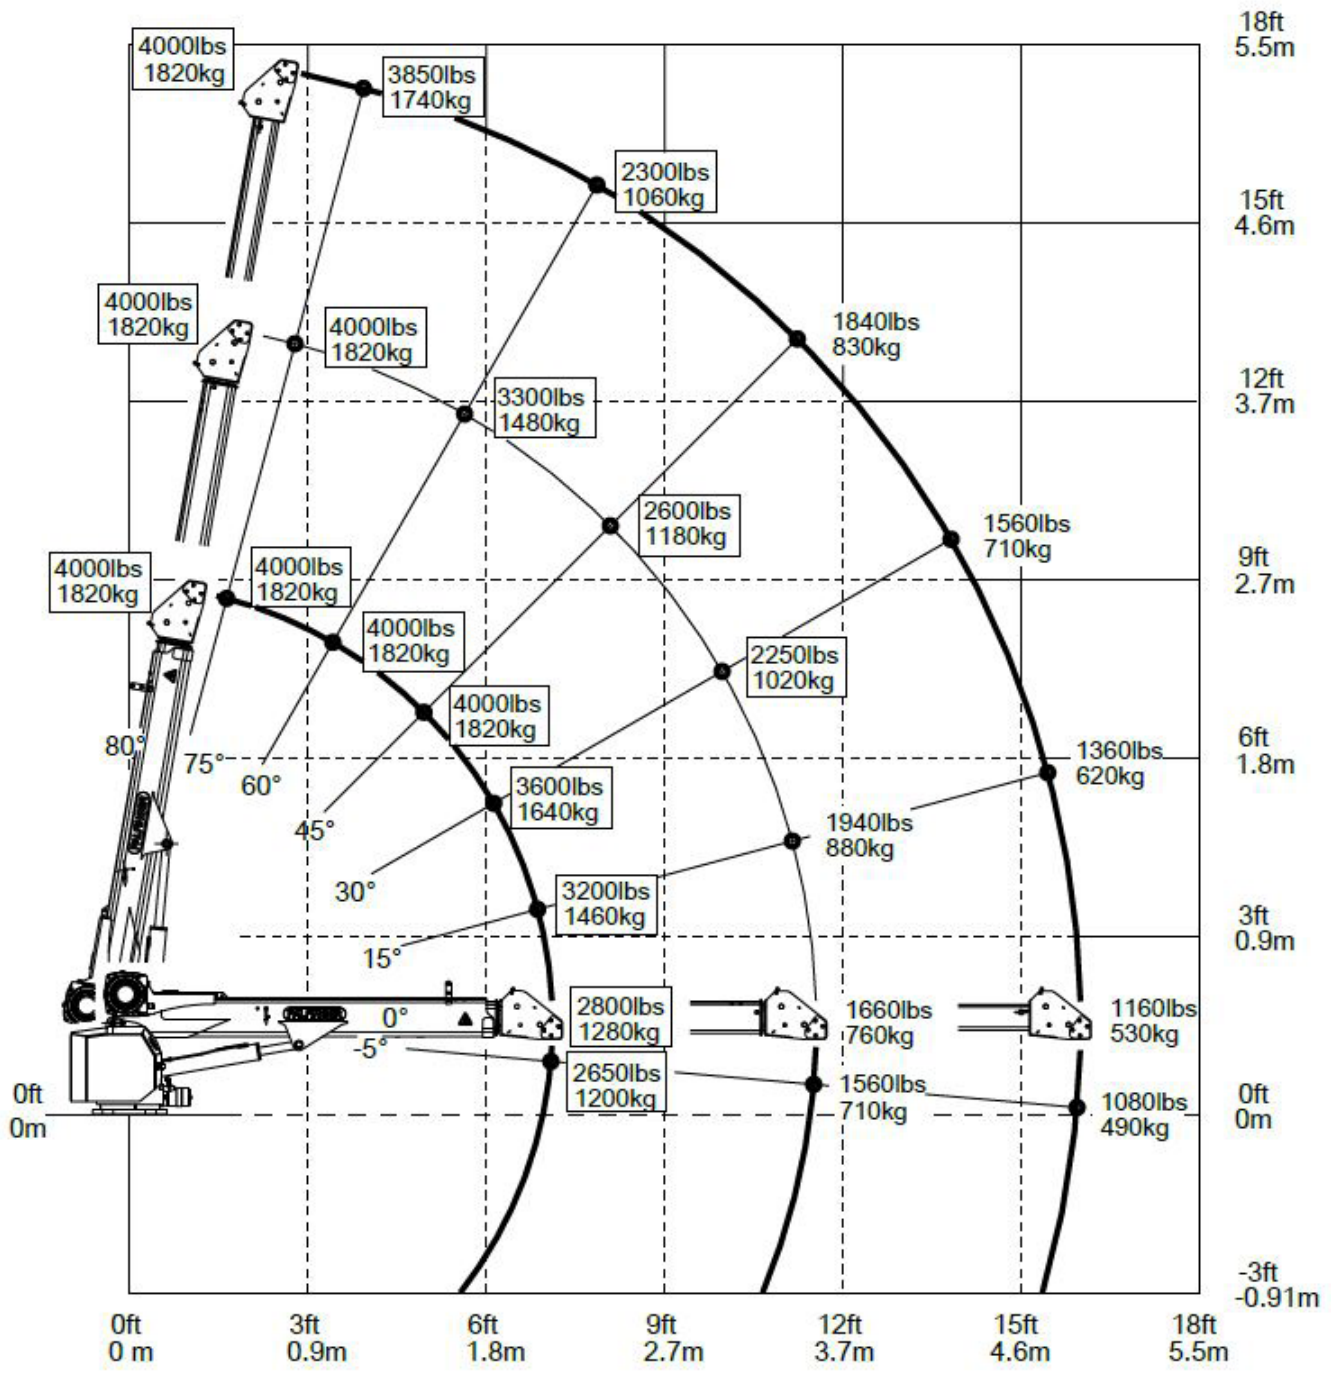 18ft
5.5m
4000lbs
1820kg
3850lbs
1740kg
2300lbs
1060kg
15ft
4.6m
4000lbs
1820kg
4000lbs
1820kg
1840lbs
830kg
3300lbs
1480kg
12ft
3.7m
2600lbs
1180kg
1560lbs
710kg
4000lbs
1820kg
4000lbs
1820kg
9ft
2.7m
4000lbs
1820kg
2250lbs
1020kg
4000lbs
1820kg
80°
75°
60°
45°
30°
15°
0°
-5°
6ft
1.8m
1360lbs
620kg
3600lbs
1640kg
1940lbs
880kg
3200lbs
1460kg
3ft
0.9m
2800lbs
1280kg
1660lbs
760kg
1160lbs
530kg
2650lbs
1200kg
1560lbs
710kg
1080lbs
490kg
0ft
0m
0ft
0m
-3ft
-0.91m
0ft
0 m
3ft
0.9m
6ft
1.8m
9ft
2.7m
12ft
3.7m
15ft
4.6m
18ft
5.5m